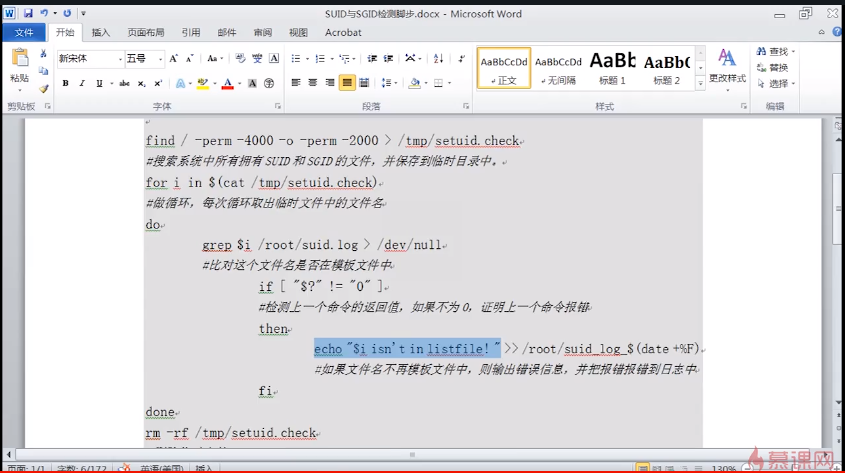 SUID与SGID检测脚步.docx - Microsoft Word
文件 开始 插入 页面布局 引用 邮件 审阅 视图 Acrobat
新宋体 五号
粘贴
更改样式
查找
替换
选择
AaBbCcDd AaBbCcDd AaBb AaBb(
正文 无间隔 标题 1 标题 2
剪贴板 字体 段落 样式 编辑
find / -perm -4000 -o -perm -2000 > /tmp/setuid.check
#搜索系统中所有拥有SUID和SGID的文件，并保存到临时目录中。
for i in $(cat /tmp/setuid.check)
#做循环，每次循环取出临时文件中的文件名
do
grep $i /root/suid.log > /dev/null
#比对这个文件名是否在模板文件中
if [ "$?" != "0" ]
#检测上一个命令的返回值，如果不为0，证明上一个命令报错
then
echo "$i isn't in listfile! " >> /root/suid_log_$(date +%F)
#如果文件名不再模板文件中，则输出错误信息，并把报错报错到日志中
fi
done
rm -rf /tmp/setuid.check
页面: 1/1 字数: 6/172 英语(美国) 插入 130%
慕课网